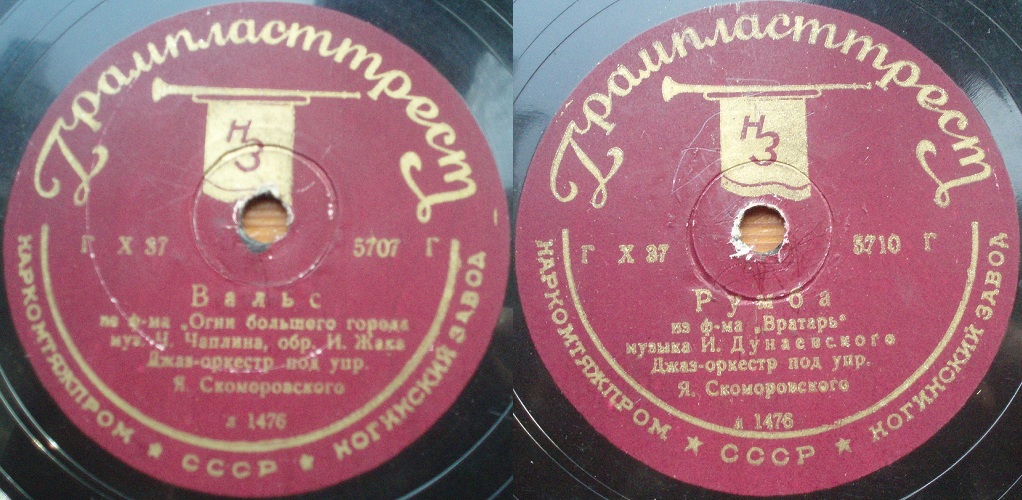 Грампласттрест
НЗ
Г Х 37 5707 Г
Вальс
из ф-ма „Огни большего города
муз. Ч. Чаплина, обр. И. Жака
Джаз-оркестр под упр.
Я. Скоморовского
л 1476
НАРКОМТЯЖПРОМ ★ СССР ★ НОГИНСКИЙ ЗАВОД
Грампласттрест
НЗ
Г Х 37 5710 Г
Румба
из ф-ма „Вратарь"
музыка И. Дунаевского
Джаз-оркестр под упр.
Я. Скоморовского
л 1476
НАРКОМТЯЖПРОМ ★ СССР ★ НОГИНСКИЙ ЗАВОД